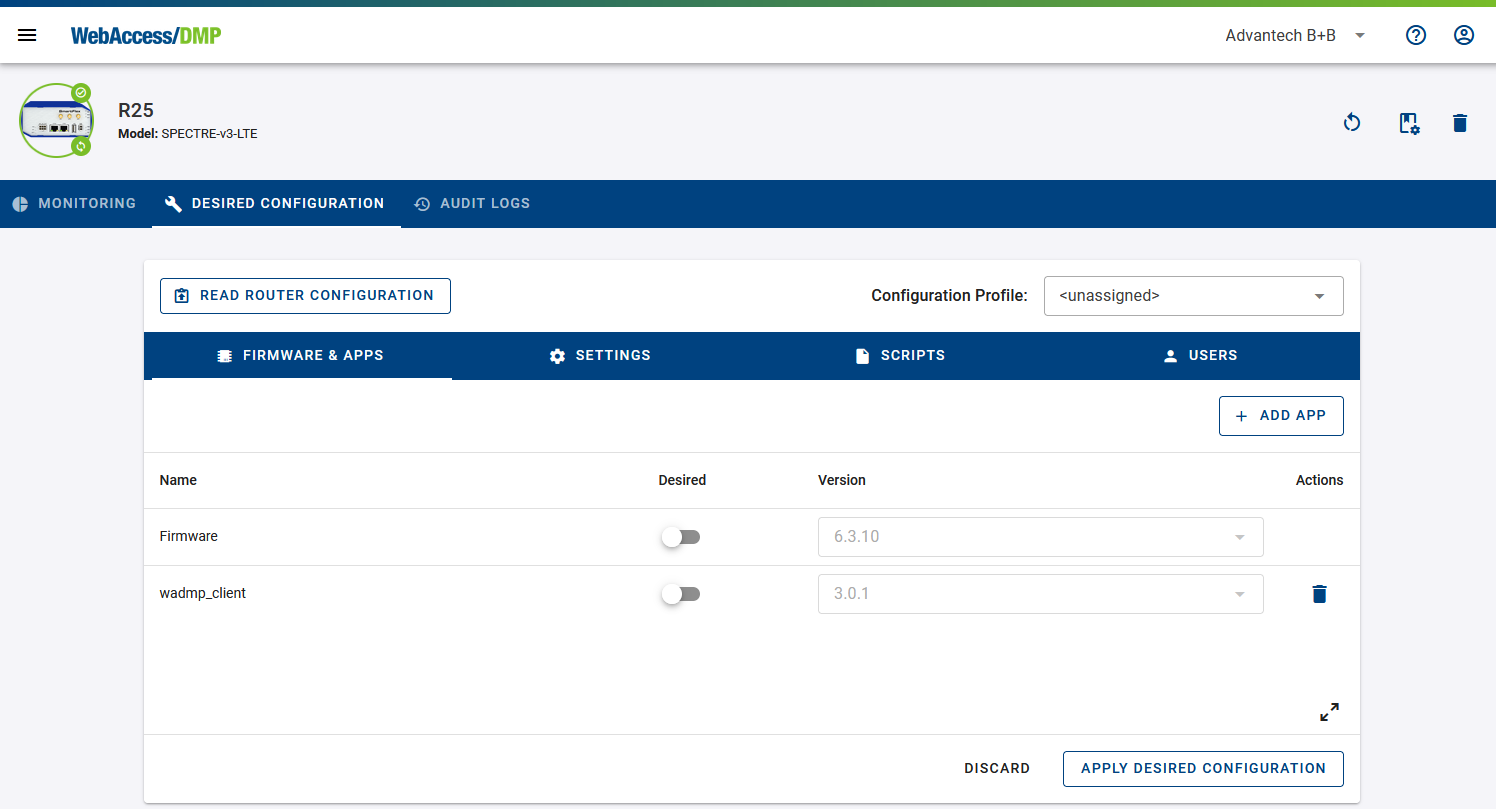 WebAccess/DMP
Advantech B+B
R25
Model: SPECTRE-v3-LTE
MONITORING
DESIRED CONFIGURATION
AUDIT LOGS
READ ROUTER CONFIGURATION
Configuration Profile:
<unassigned>
FIRMWARE & APPS
SETTINGS
SCRIPTS
USERS
ADD APP
Name Desired Version Actions
Firmware 6.3.10
wadmp_client 3.0.1
DISCARD
APPLY DESIRED CONFIGURATION